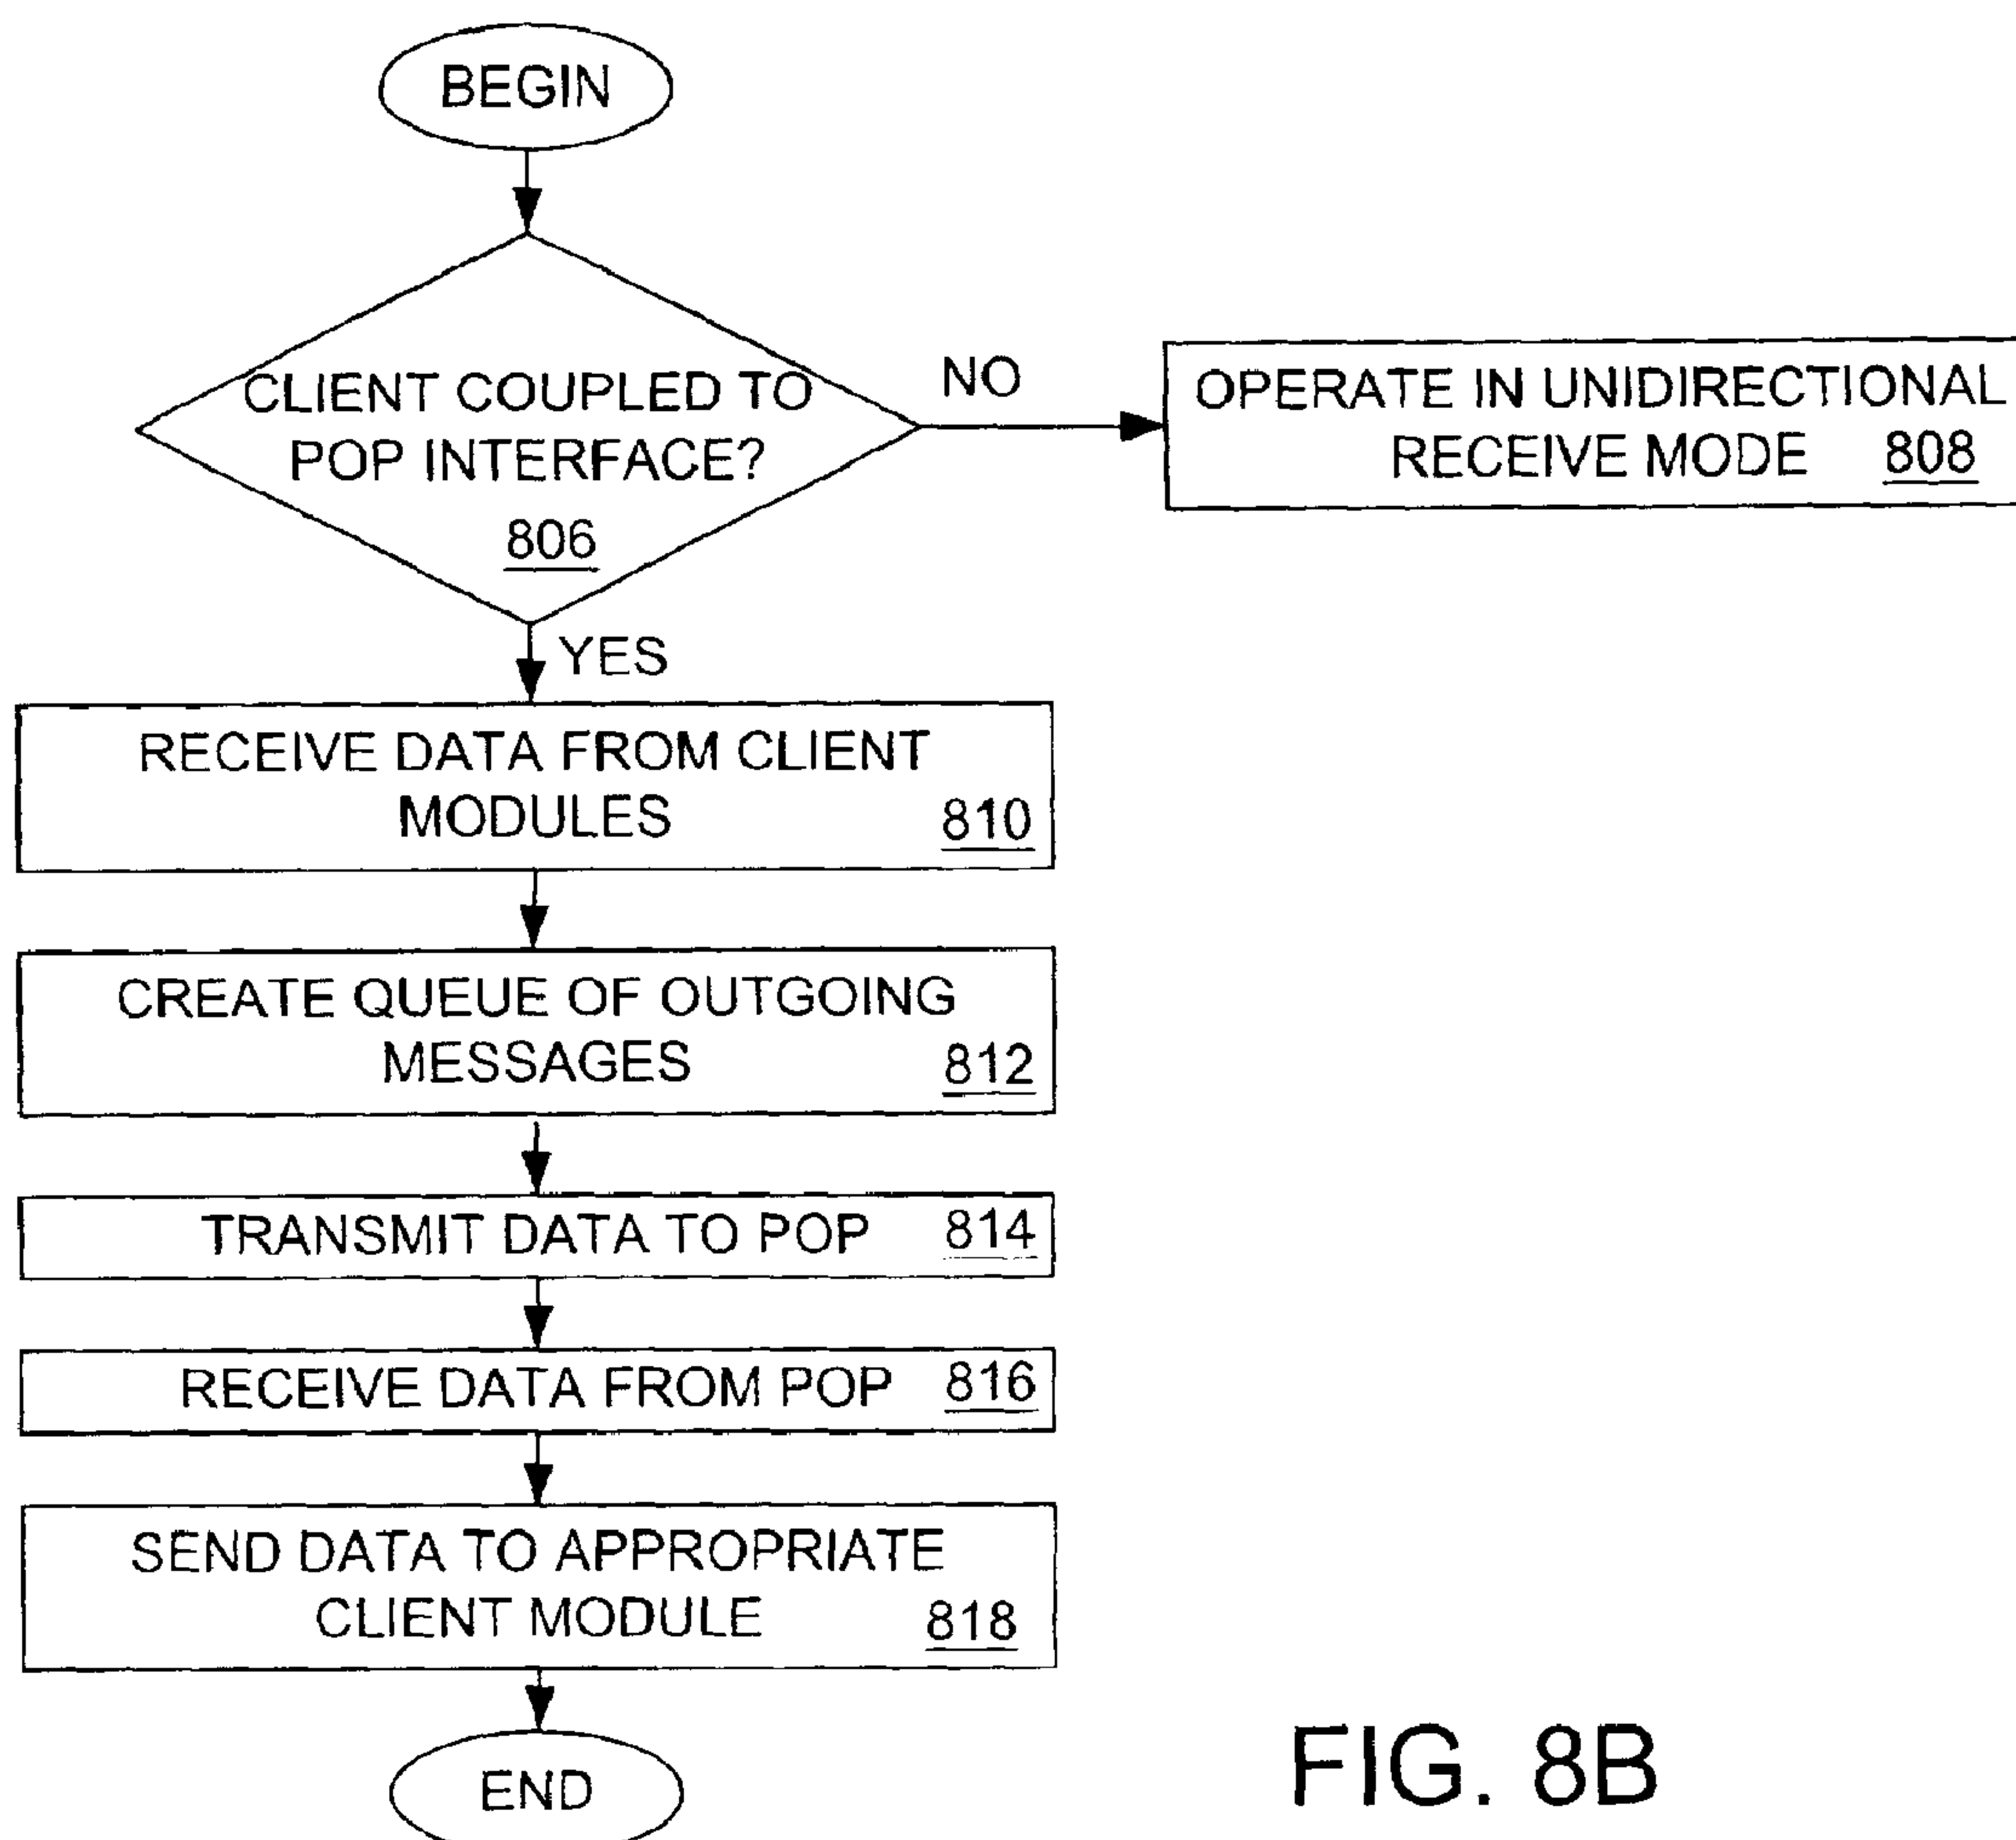 BEGIN
CLIENT COUPLED TO
POP INTERFACE?
806
NO
OPERATE IN UNIDIRECTIONAL
RECEIVE MODE 808
YES
RECEIVE DATA FROM CLIENT
MODULES 810
CREATE QUEUE OF OUTGOING
MESSAGES 812
TRANSMIT DATA TO POP 814
RECEIVE DATA FROM POP 816
SEND DATA TO APPROPRIATE
CLIENT MODULE 818
END
FIG. 8B